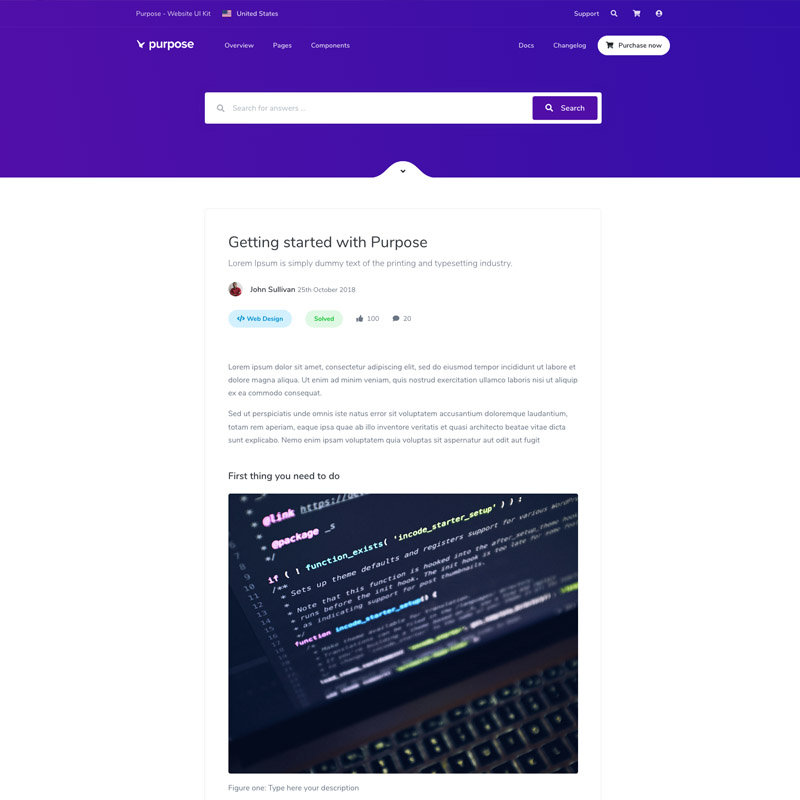 Purpose - Website UI Kit United States Support
purpose Overview Pages Components Docs Changelog Purchase now
Search for answers ... Search
Getting started with Purpose
Lorem Ipsum is simply dummy text of the printing and typesetting industry.
John Sullivan 25th October 2018
Web Design Solved 100 20
Lorem ipsum dolor sit amet, consectetur adipiscing elit, sed do eiusmod tempor incididunt ut labore et
dolore magna aliqua. Ut enim ad minim veniam, quis nostrud exercitation ullamco laboris nisi ut aliquip
ex ea commodo consequat.
Sed ut perspiciatis unde omnis iste natus error sit voluptatem accusantium doloremque laudantium,
totam rem aperiam, eaque ipsa quae ab illo inventore veritatis et quasi architecto beatae vitae dicta
sunt explicabo. Nemo enim ipsam voluptatem quia voluptas sit aspernatur aut odit aut fugit
First thing you need to do
* @link https://
* @package _s
*/
if ( ! function_exists( 'incode_starter_setup' ) ) :
/**
* Sets up theme defaults and registers support for various
*
* Note that this function is hooked into the after_setup_theme
* runs before the init hook. The init hook is too late for some
* as indicating support for post thumbnails.
*/
function incode_starter_setup() {
/*
* Make theme available for translation.
Figure one: Type here your description